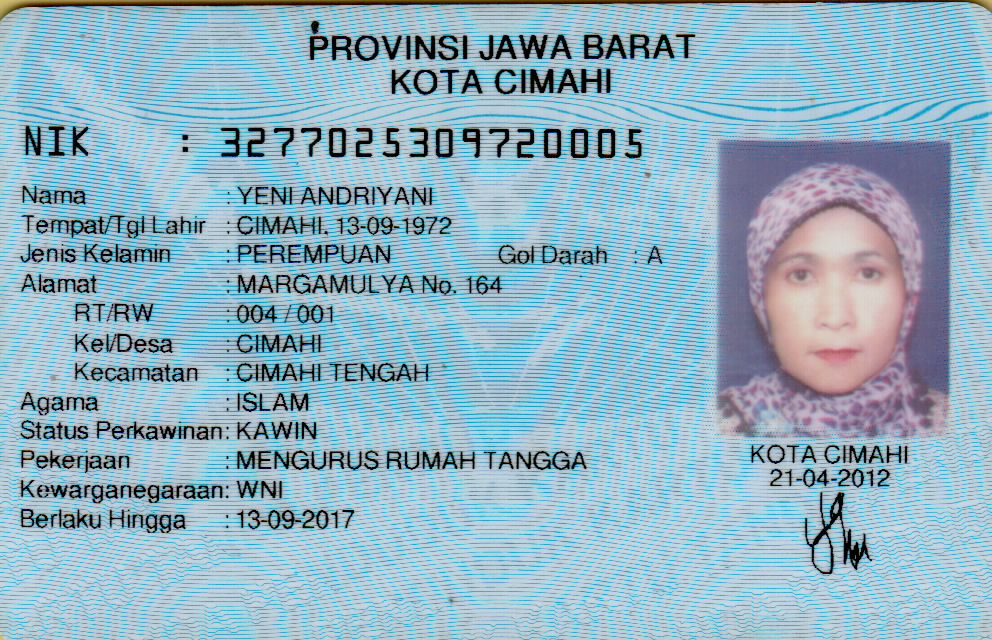 PROVINSI JAWA BARAT
KOTA CIMAHI
NIK : 3277025309720005
Nama : YENI ANDRIYANI
Tempat/Tgl Lahir : CIMAHI, 13-09-1972
Jenis Kelamin : PEREMPUAN Gol Darah : A
Alamat : MARGAMULYA No. 164
RT/RW : 004 / 001
Kel/Desa : CIMAHI
Kecamatan : CIMAHI TENGAH
Agama : ISLAM
Status Perkawinan: KAWIN
Pekerjaan : MENGURUS RUMAH TANGGA
Kewarganegaraan: WNI
Berlaku Hingga : 13-09-2017
KOTA CIMAHI
21-04-2012